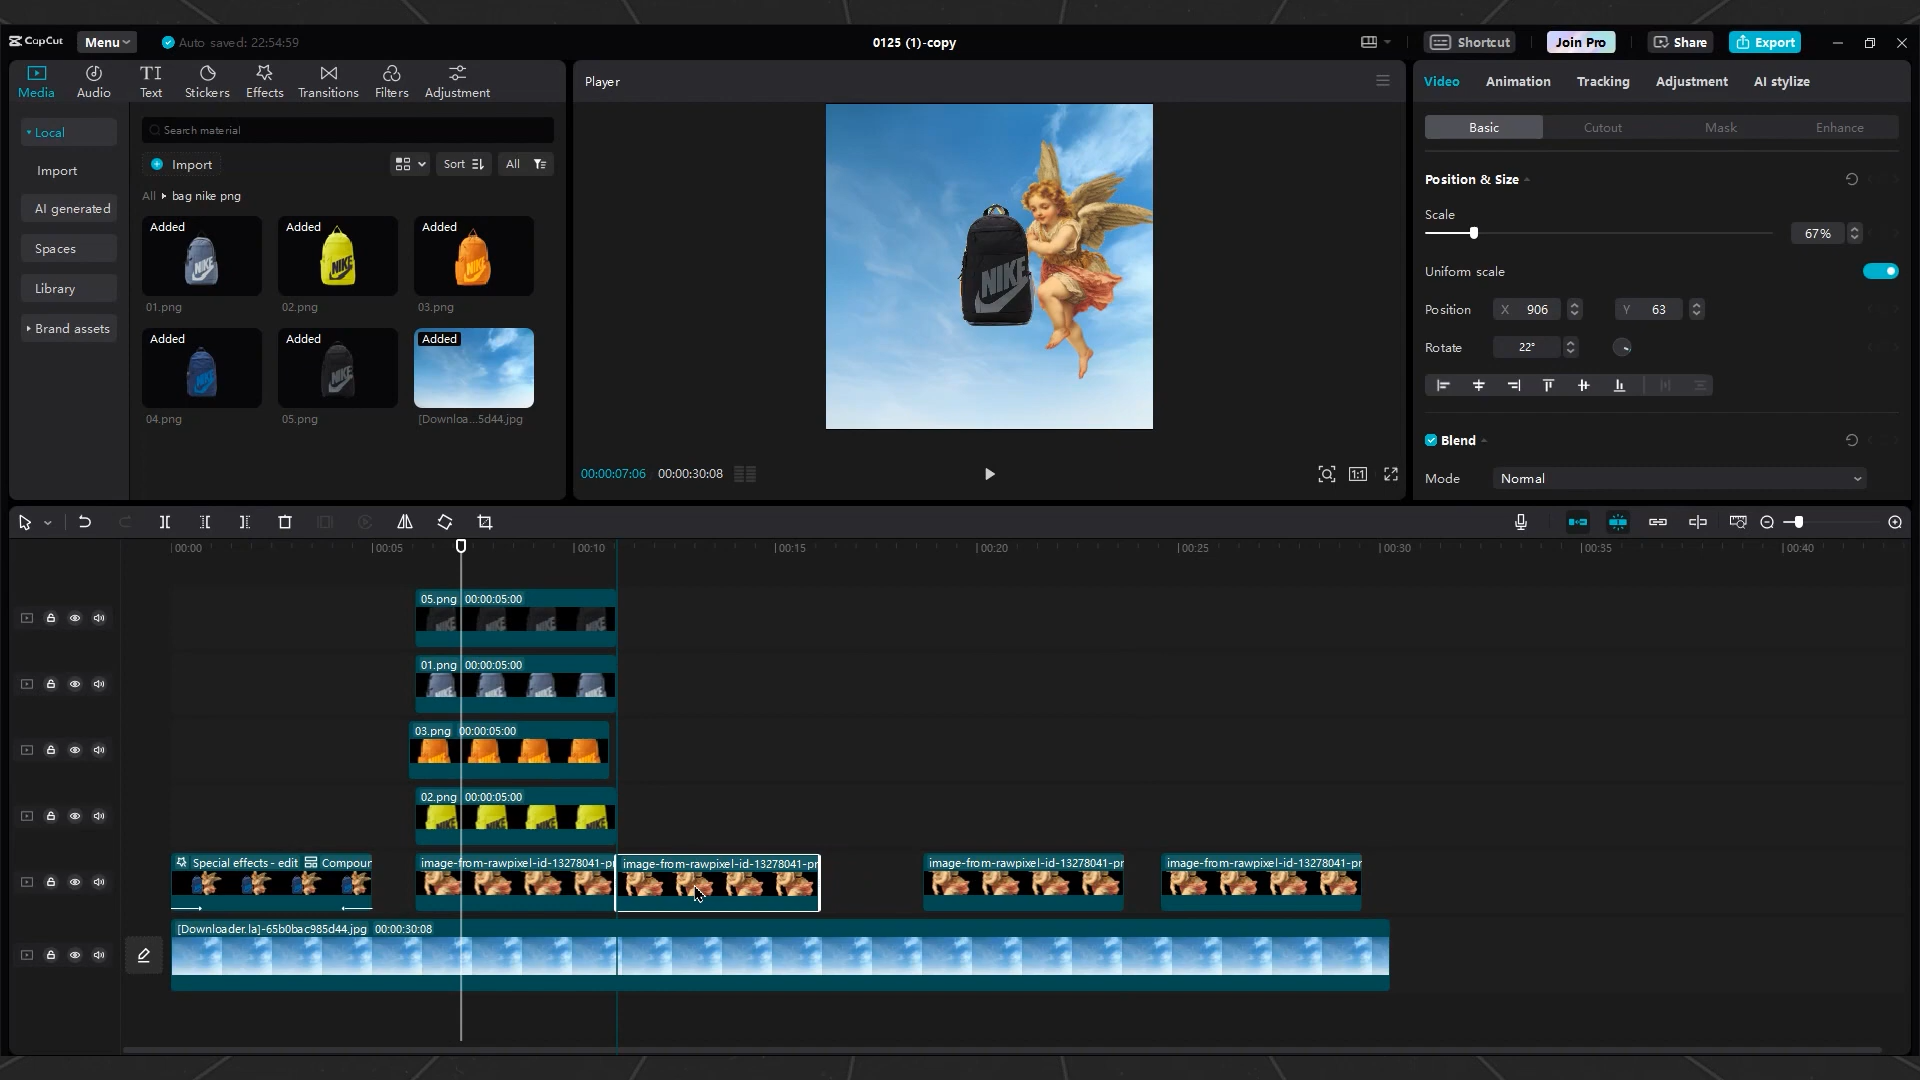 CapCut
Menu
Auto saved: 22:54:59
0125 (1)-copy
Shortcut
Join Pro
Share
Export
Media
Audio
TI
Text
Stickers
Effects
Transitions
Filters
Adjustment
Local
Import
AI generated
Spaces
Library
Brand assets
Search material
Import
Sort
All
All
bag nike png
Added
01.png
Added
02.png
Added
03.png
Added
04.png
Added
05.png
Added
[Downloa...5d44.jpg
Player
NIKE
00:00:07:06
00:00:30:08
1:1
Video
Animation
Tracking
Adjustment
AI stylize
Basic
Cutout
Mask
Enhance
Position & Size
Scale
67%
Uniform scale
Position
X 906
Y 63
Rotate
22°
Blend
Mode
Normal
00:00
00:05
00:10
00:15
00:20
00:25
00:30
00:35
00:40
05.png 00:00:05:00
01.png 00:00:05:00
03.png 00:00:05:00
02.png 00:00:05:00
Special effects - edit
Compoun
image-from-rawpixel-id-13278041-pr
image-from-rawpixel-id-13278041-pr
image-from-rawpixel-id-13278041-pr
image-from-rawpixel-id-13278041-pr
[Downloader.la]-65b0bac985d44.jpg 00:00:30:08